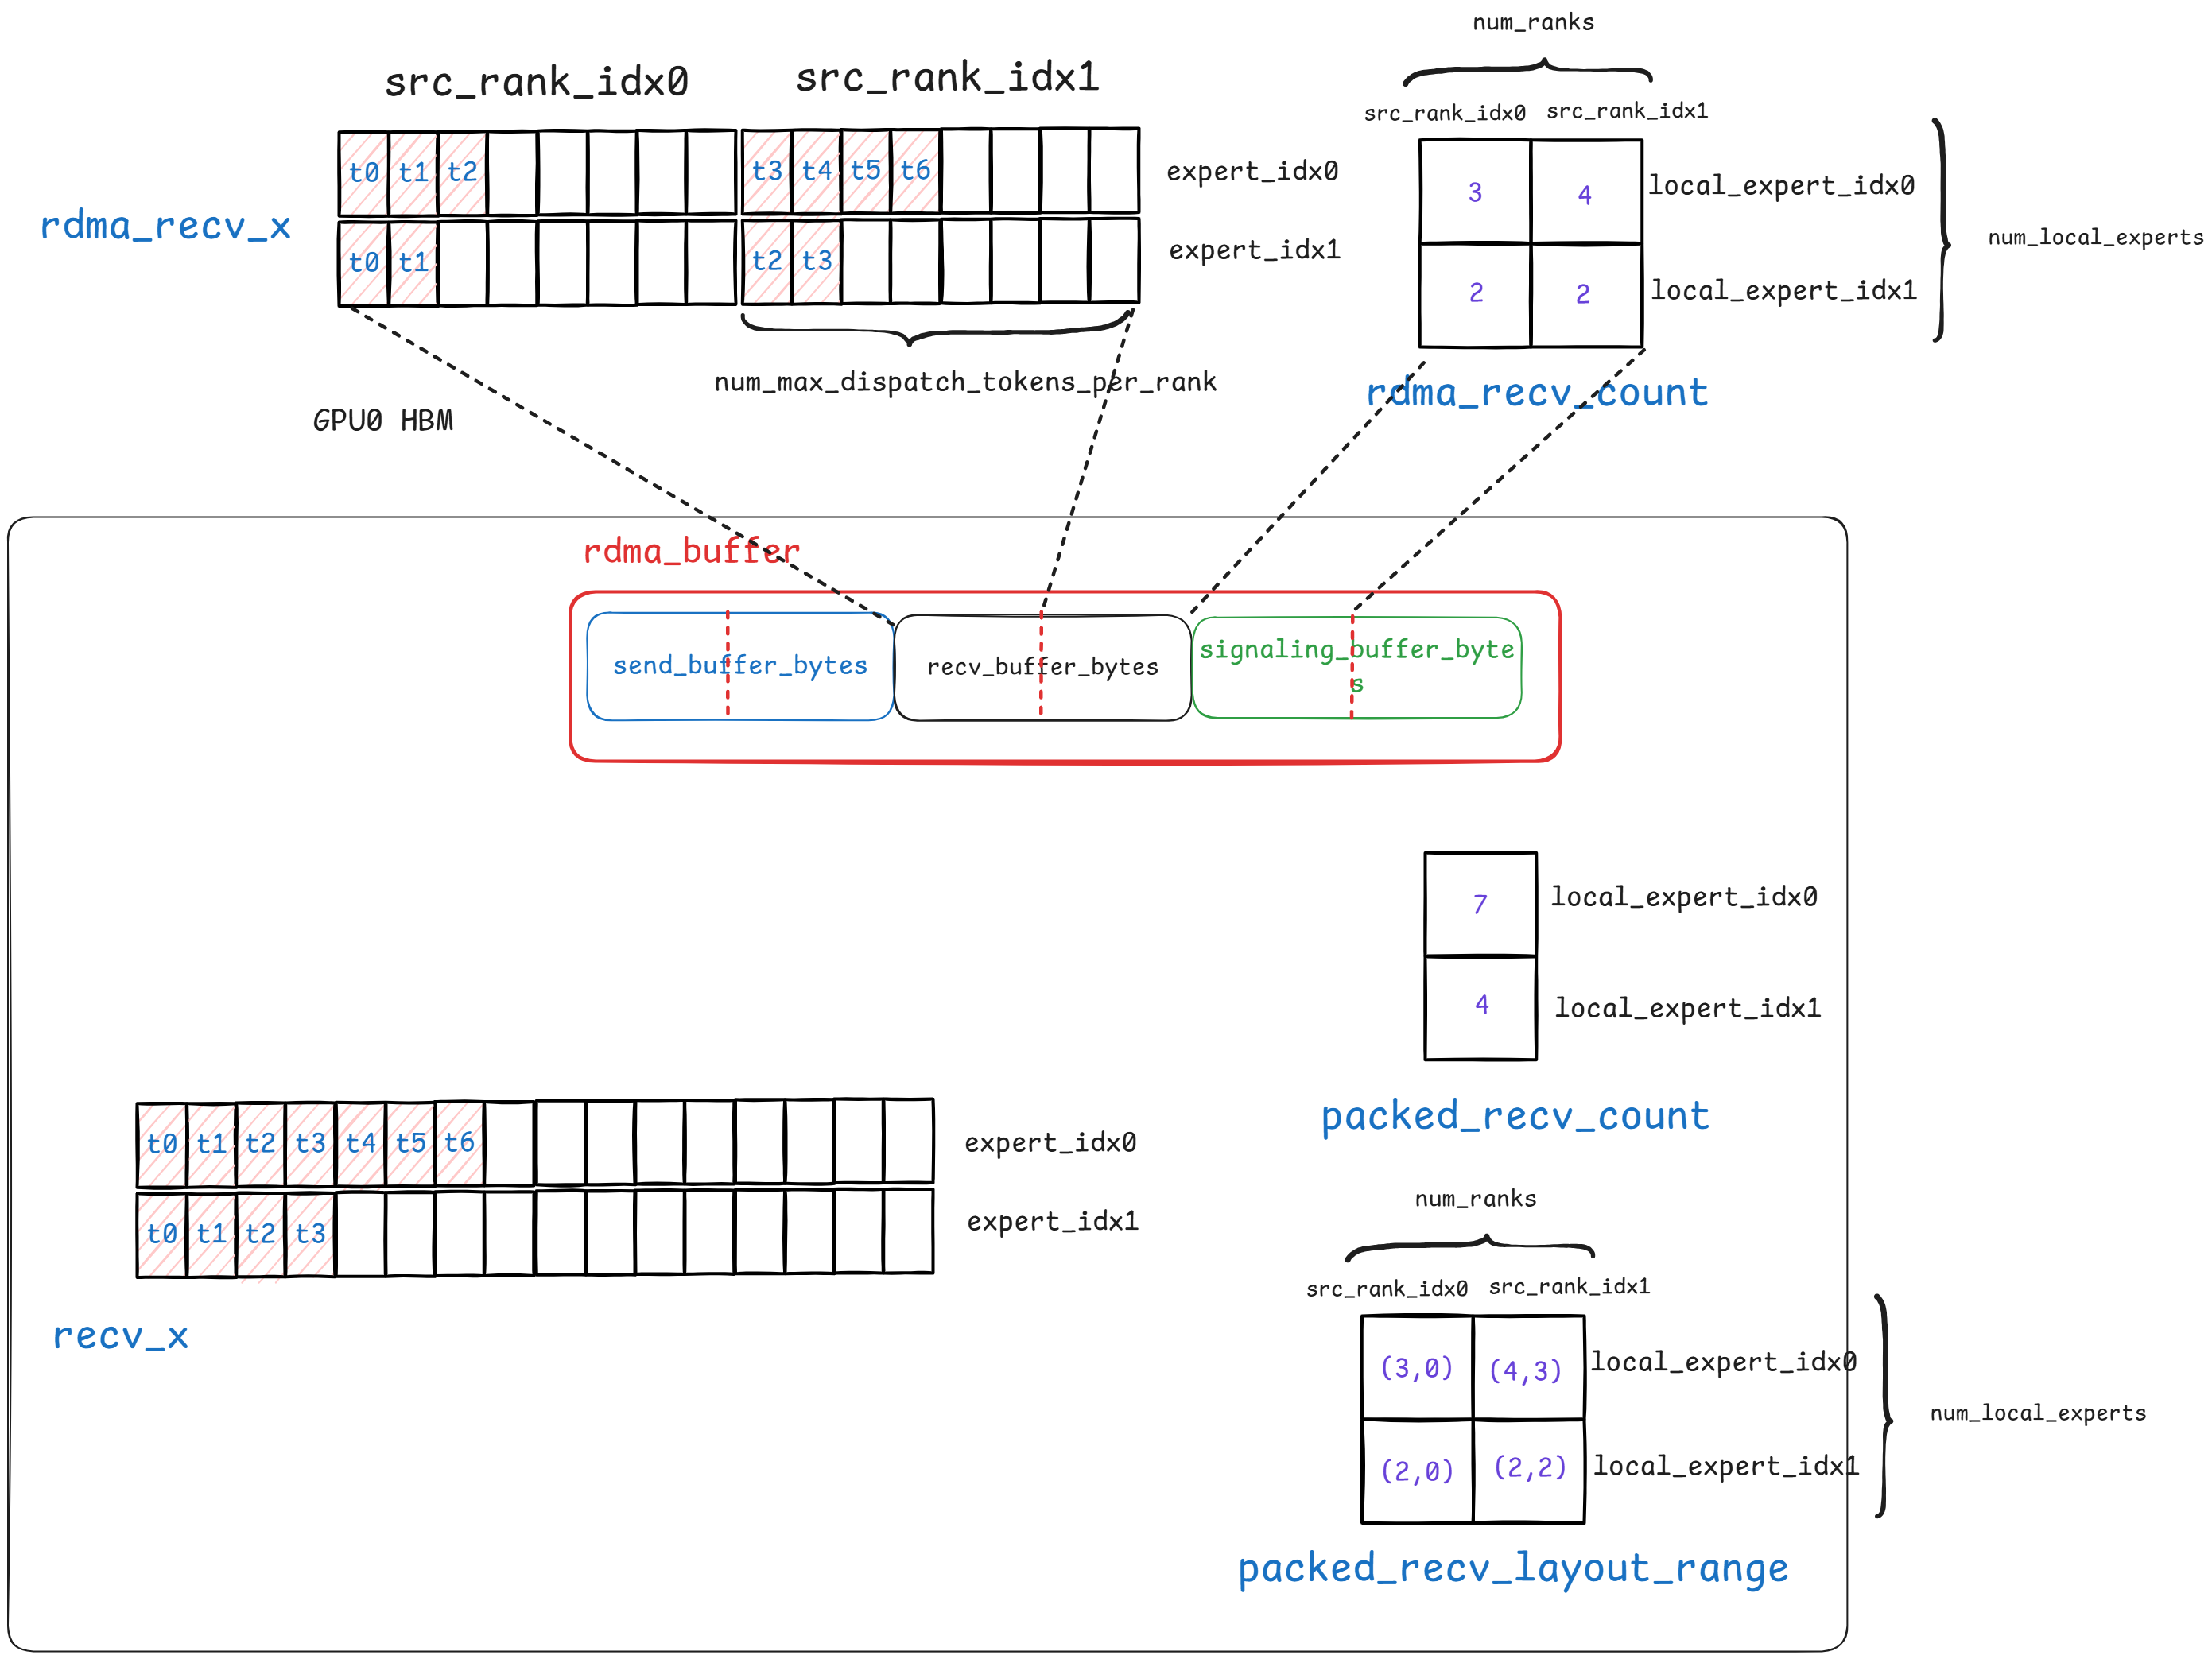 num_ranks
src_rank_idx0
src_rank_idx1
src_rank_idx0
src_rank_idx1
t0
t1
t2
t3
t4
t5
t6
expert_idx0
3
4
local_expert_idx0
rdma_recv_x
num_local_experts
t0
t1
t2
t3
expert_idx1
2
2
local_expert_idx1
num_max_dispatch_tokens_per_rank
rdma_recv_count
GPU0 HBM
rdma_buffer
send_buffer_bytes
recv_buffer_bytes
signaling_buffer_byte
s
7
local_expert_idx0
4
local_expert_idx1
packed_recv_count
t0
t1
t2
t3
t4
t5
t6
expert_idx0
t0
t1
t2
t3
expert_idx1
recv_x
num_ranks
src_rank_idx0
src_rank_idx1
(3,0)
(4,3)
local_expert_idx0
num_local_experts
(2,0)
(2,2)
local_expert_idx1
packed_recv_layout_range